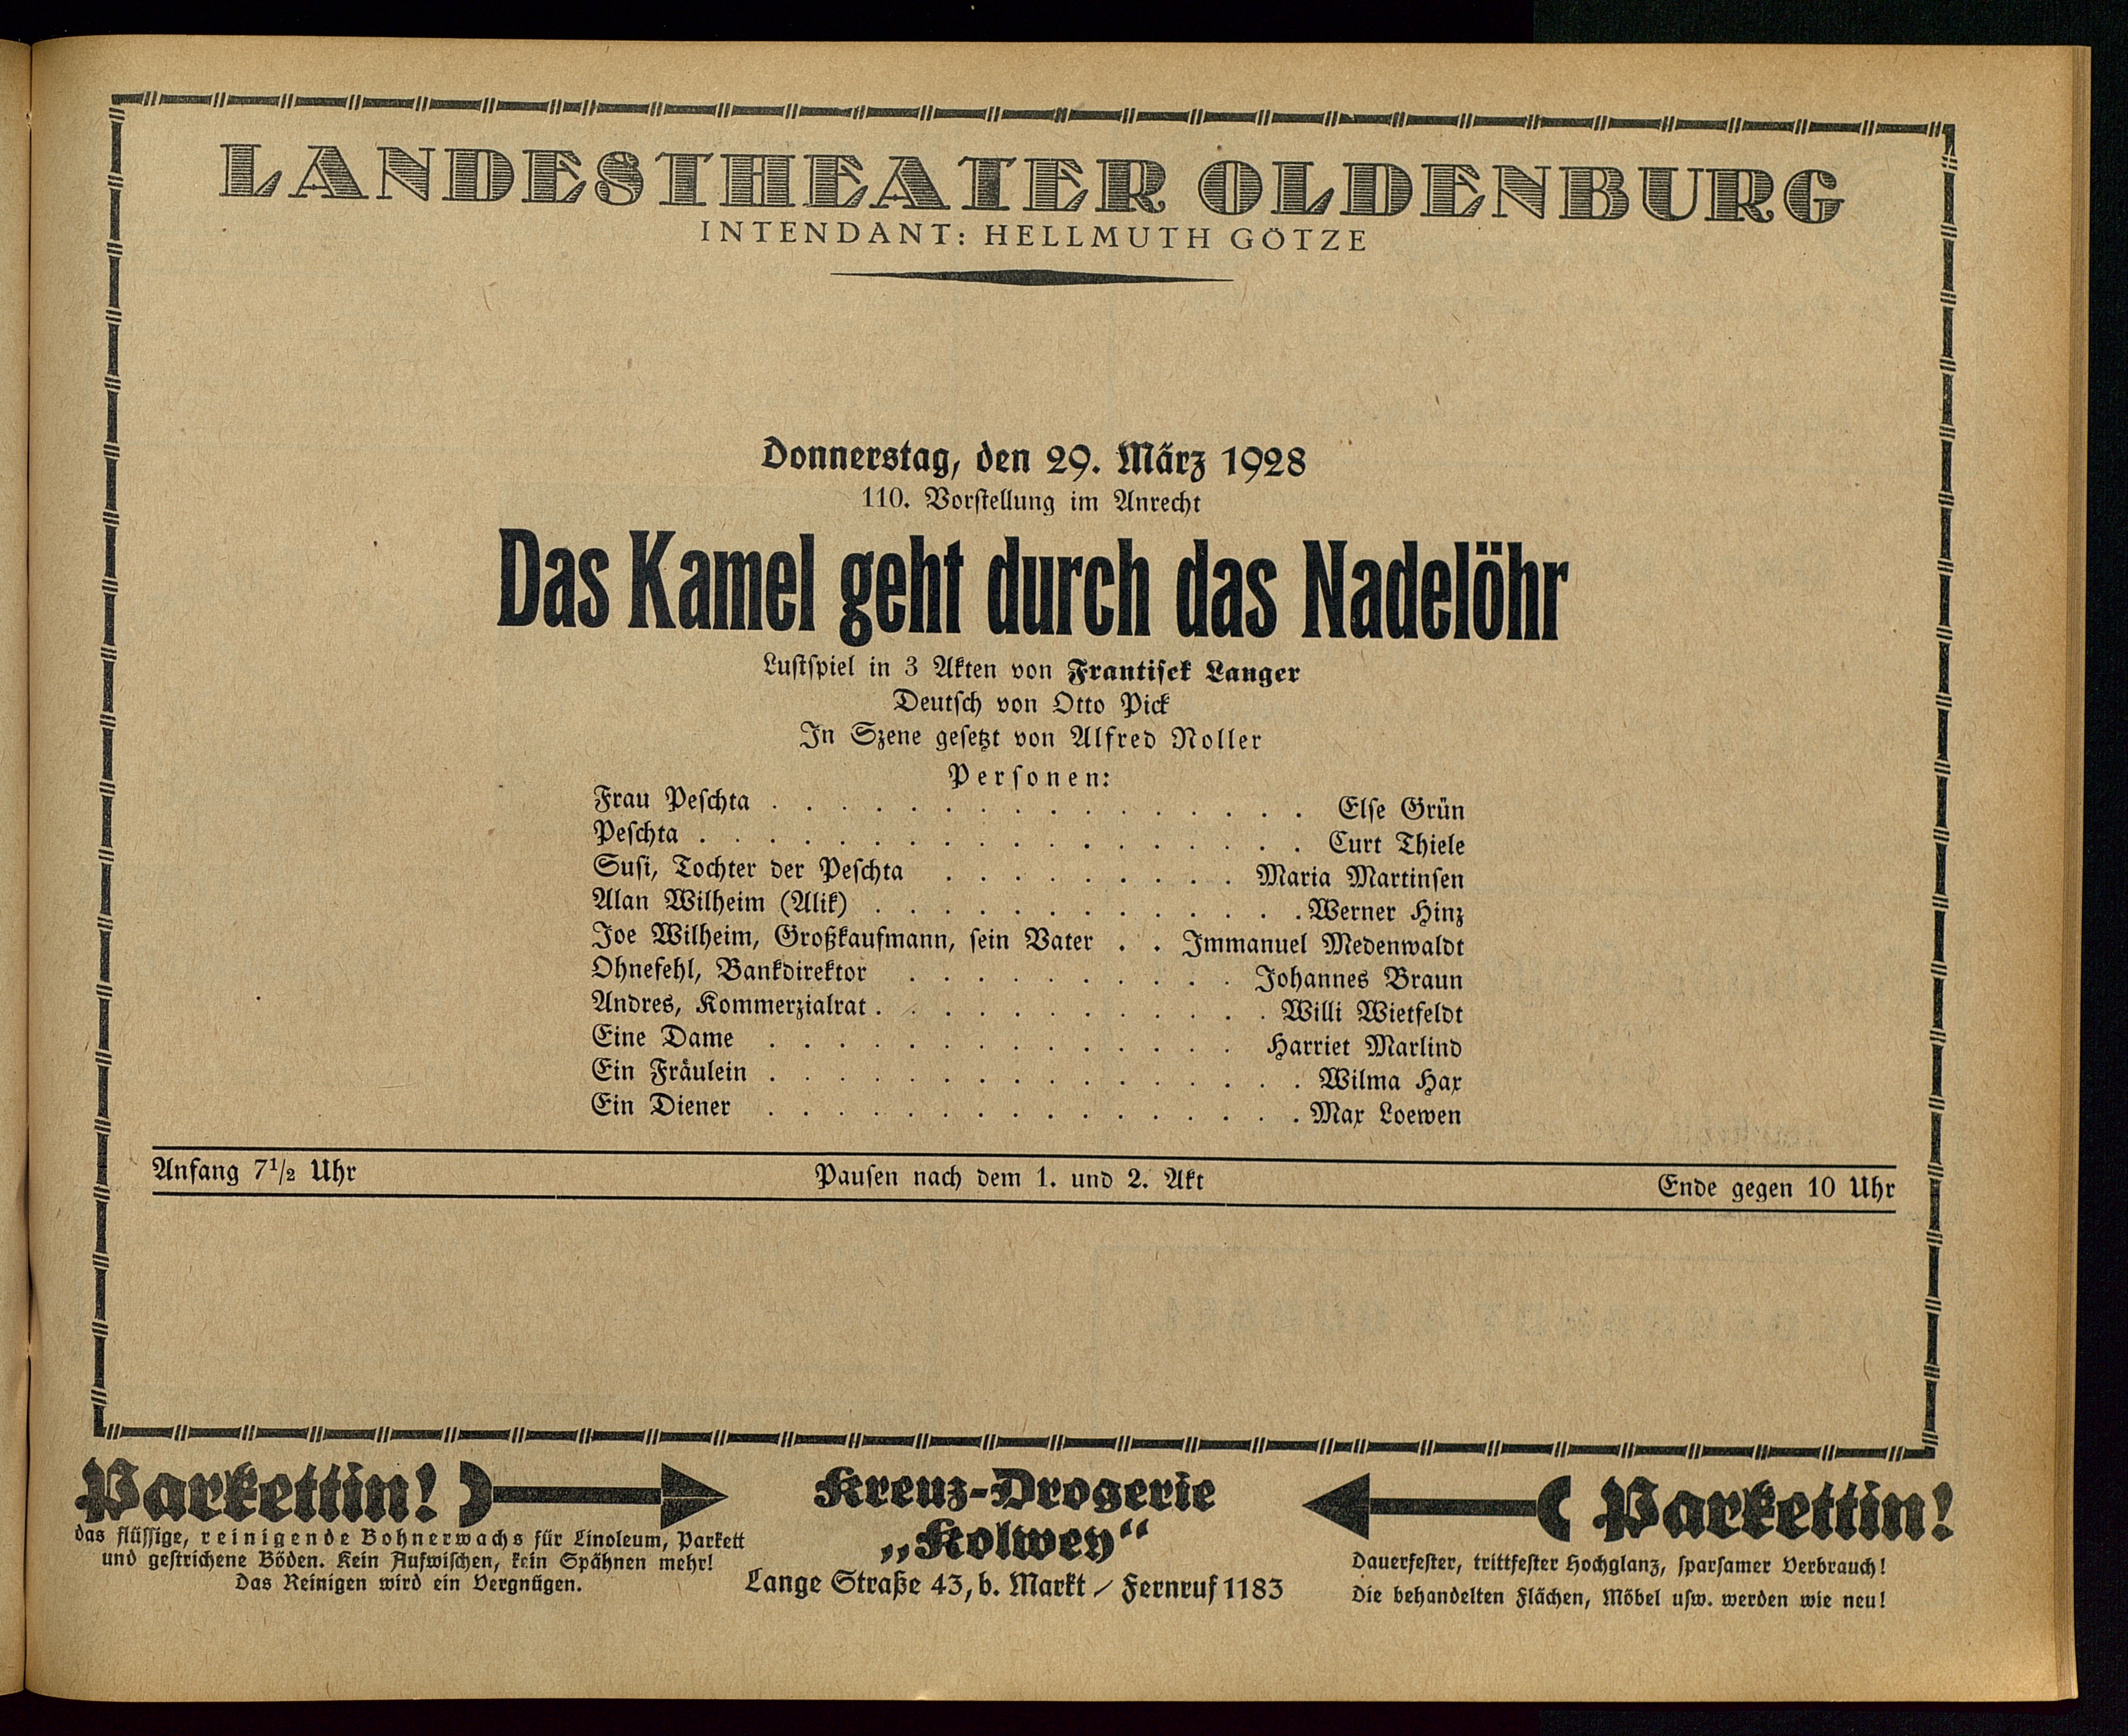 LANDESTHEATER OLDENBURG
INTENDANT: HELLMUTH GÖTZE
Donnerstag, den 29. März 1928
110. Vorstellung im Anrecht
Das Kamel geht durch das Nadelöhr
Lustspiel in 3 Akten von Frantisek Langer
Deutsch von Otto Pick
In Szene gesetzt von Alfred Noller
Personen:
Frau Peschta . . . . . . . . . . . . . . . . Else Grün
Peschta . . . . . . . . . . . . . . . . . . Curt Thiele
Susi, Tochter der Peschta . . . . . . . . . Maria Martinsen
Alan Wilheim (Alik) . . . . . . . . . . . . . Werner Hinz
Joe Wilheim, Großkaufmann, sein Vater . . Immanuel Medenwaldt
Ohnefehl, Bankdirektor . . . . . . . . . . Johannes Braun
Andres, Kommerzialrat . . . . . . . . . . . . Willi Wietfeldt
Eine Dame . . . . . . . . . . . . . . Harriet Marlind
Ein Fräulein . . . . . . . . . . . . . . . . Wilma Hax
Ein Diener . . . . . . . . . . . . . . . . Max Loewen
Anfang 7½ Uhr Pausen nach dem 1. und 2. Akt Ende gegen 10 Uhr
Parkettin!
das flüssige, reinigende Bohnerwachs für Linoleum, Parkett
und gestrichene Böden. Kein Aufwischen, kein Spähnen mehr!
Das Reinigen wird ein Vergnügen.
Kreuz-Drogerie
„Kolwey“
Lange Straße 43, b. Markt / Fernruf 1183
Parkettin!
Dauerfester, trittfester Hochglanz, sparsamer Verbrauch!
Die behandelten Flächen, Möbel usw. werden wie neu!